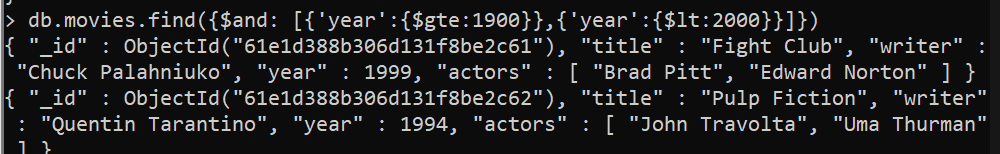 > db.movies.find({$and: [{'year':{$gte:1900}},{'year':{$lt:2000}}]})
{ "_id" : ObjectId("61e1d388b306d131f8be2c61"), "title" : "Fight Club", "writer" :
"Chuck Palahniuko", "year" : 1999, "actors" : [ "Brad Pitt", "Edward Norton" ] }
{ "_id" : ObjectId("61e1d388b306d131f8be2c62"), "title" : "Pulp Fiction", "writer"
: "Quentin Tarantino", "year" : 1994, "actors" : [ "John Travolta", "Uma Thurman"
] }